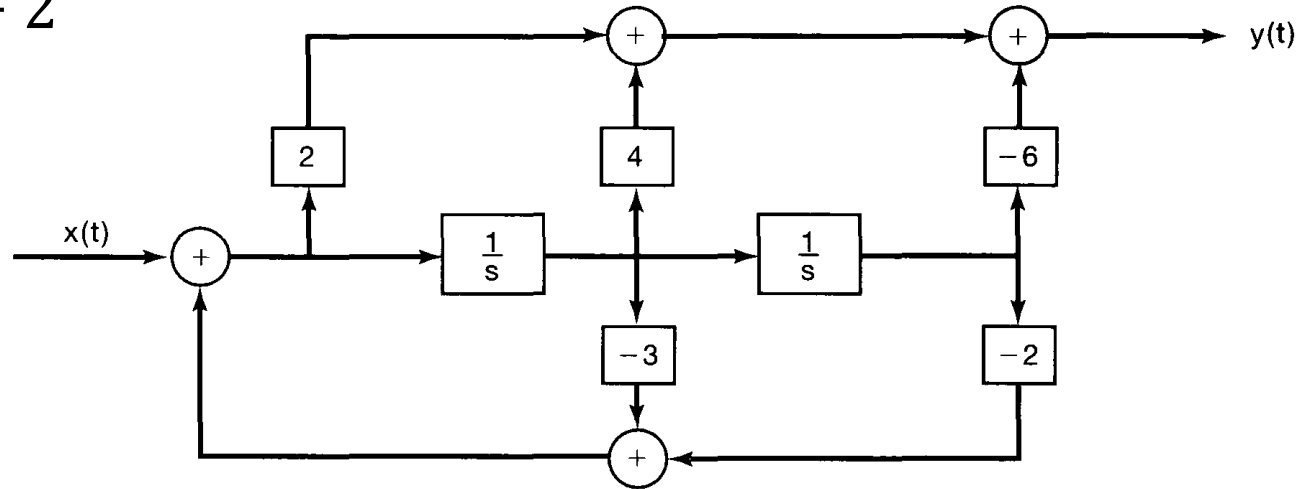 - 2
+ + y(t)
2 4 -6
x(t)
+ 1/s 1/s
-3 -2
+